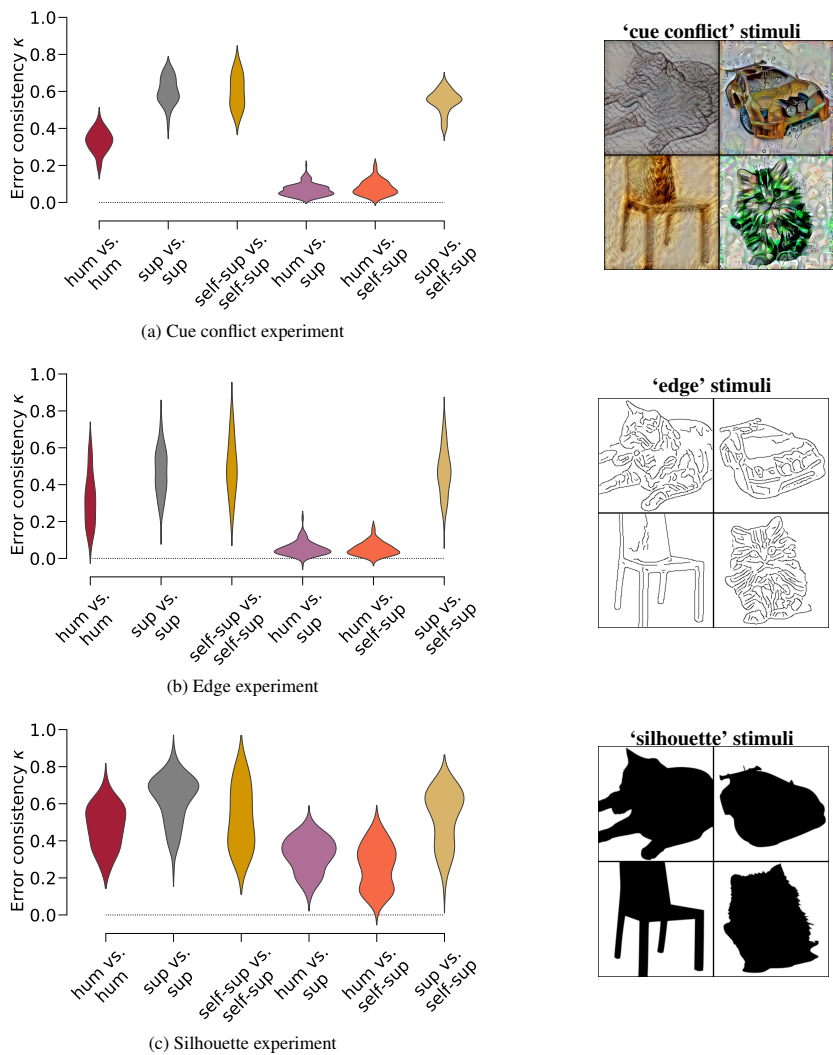 1.0
0.8
0.6
0.4
0.2
0.0
Error consistency κ
hum vs.
hum
sup vs.
sup
self-sup vs.
self-sup
hum vs.
sup
hum vs.
self-sup
sup vs.
self-sup
(a) Cue conflict experiment
‘cue conflict’ stimuli
1.0
0.8
0.6
0.4
0.2
0.0
Error consistency κ
hum vs.
hum
sup vs.
sup
self-sup vs.
self-sup
hum vs.
sup
hum vs.
self-sup
sup vs.
self-sup
(b) Edge experiment
‘edge’ stimuli
1.0
0.8
0.6
0.4
0.2
0.0
Error consistency κ
hum vs.
hum
sup vs.
sup
self-sup vs.
self-sup
hum vs.
sup
hum vs.
self-sup
sup vs.
self-sup
(c) Silhouette experiment
‘silhouette’ stimuli